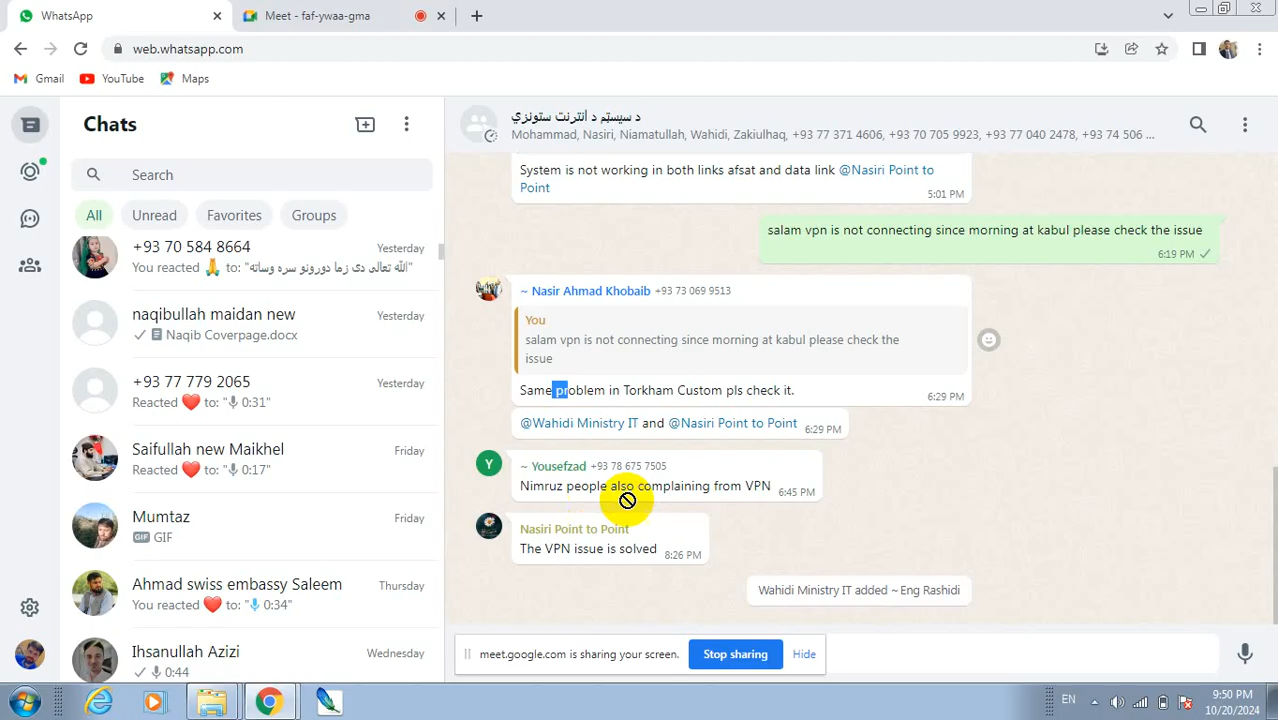 WhatsApp
Meet - faf-ywaa-gma
web.whatsapp.com
Gmail
YouTube
Maps
Chats
Search
All
Unread
Favorites
Groups
+93 70 584 8664
Yesterday
You reacted 🙏 to: "الله تعالی دی زما دورونو سره وساته"
naqibullah maidan new
Yesterday
Naqib Coverpage.docx
+93 77 779 2065
Yesterday
Reacted ❤️ to: "0:31"
Saifullah new Maikhel
Friday
Reacted ❤️ to: "0:17"
Mumtaz
Friday
GIF
Ahmad swiss embassy Saleem
Thursday
You reacted ❤️ to: "0:34"
Ihsanullah Azizi
Wednesday
0:44
د سیسټم د انترنت ستونزي
Mohammad, Nasiri, Niamatullah, Wahidi, Zakiulhaq, +93 77 371 4606, +93 70 705 9923, +93 77 040 2478, +93 74 506 ...
System is not working in both links afsat and data link @Nasiri Point to
Point
5:01 PM
salam vpn is not connecting since morning at kabul please check the issue
6:19 PM
~ Nasir Ahmad Khobaib +93 73 069 9513
You
salam vpn is not connecting since morning at kabul please check the
issue
Same problem in Torkham Custom pls check it.
6:29 PM
@Wahidi Ministry IT and @Nasiri Point to Point 6:29 PM
Y
~ Yousefzad +93 78 675 7505
Nimruz people also complaining from VPN 6:45 PM
Nasiri Point to Point
The VPN issue is solved 8:26 PM
Wahidi Ministry IT added ~ Eng Rashidi
meet.google.com is sharing your screen.
Stop sharing
Hide
EN
9:50 PM
10/20/2024